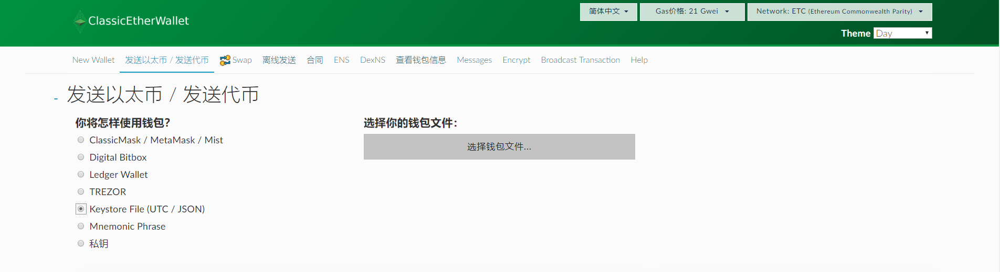 ClassicEtherWallet
简体中文
Gas价格: 21 Gwei
Network: ETC (Ethereum Commonwealth Parity)
Theme Day
New Wallet 发送以太币 / 发送代币 Swap 离线发送 合同 ENS DexNS 查看钱包信息 Messages Encrypt Broadcast Transaction Help
- 发送以太币 / 发送代币
你将怎样使用钱包?
ClassicMask / MetaMask / Mist
Digital Bitbox
Ledger Wallet
TREZOR
Keystore File (UTC / JSON)
Mnemonic Phrase
私钥
选择你的钱包文件:
选择钱包文件...